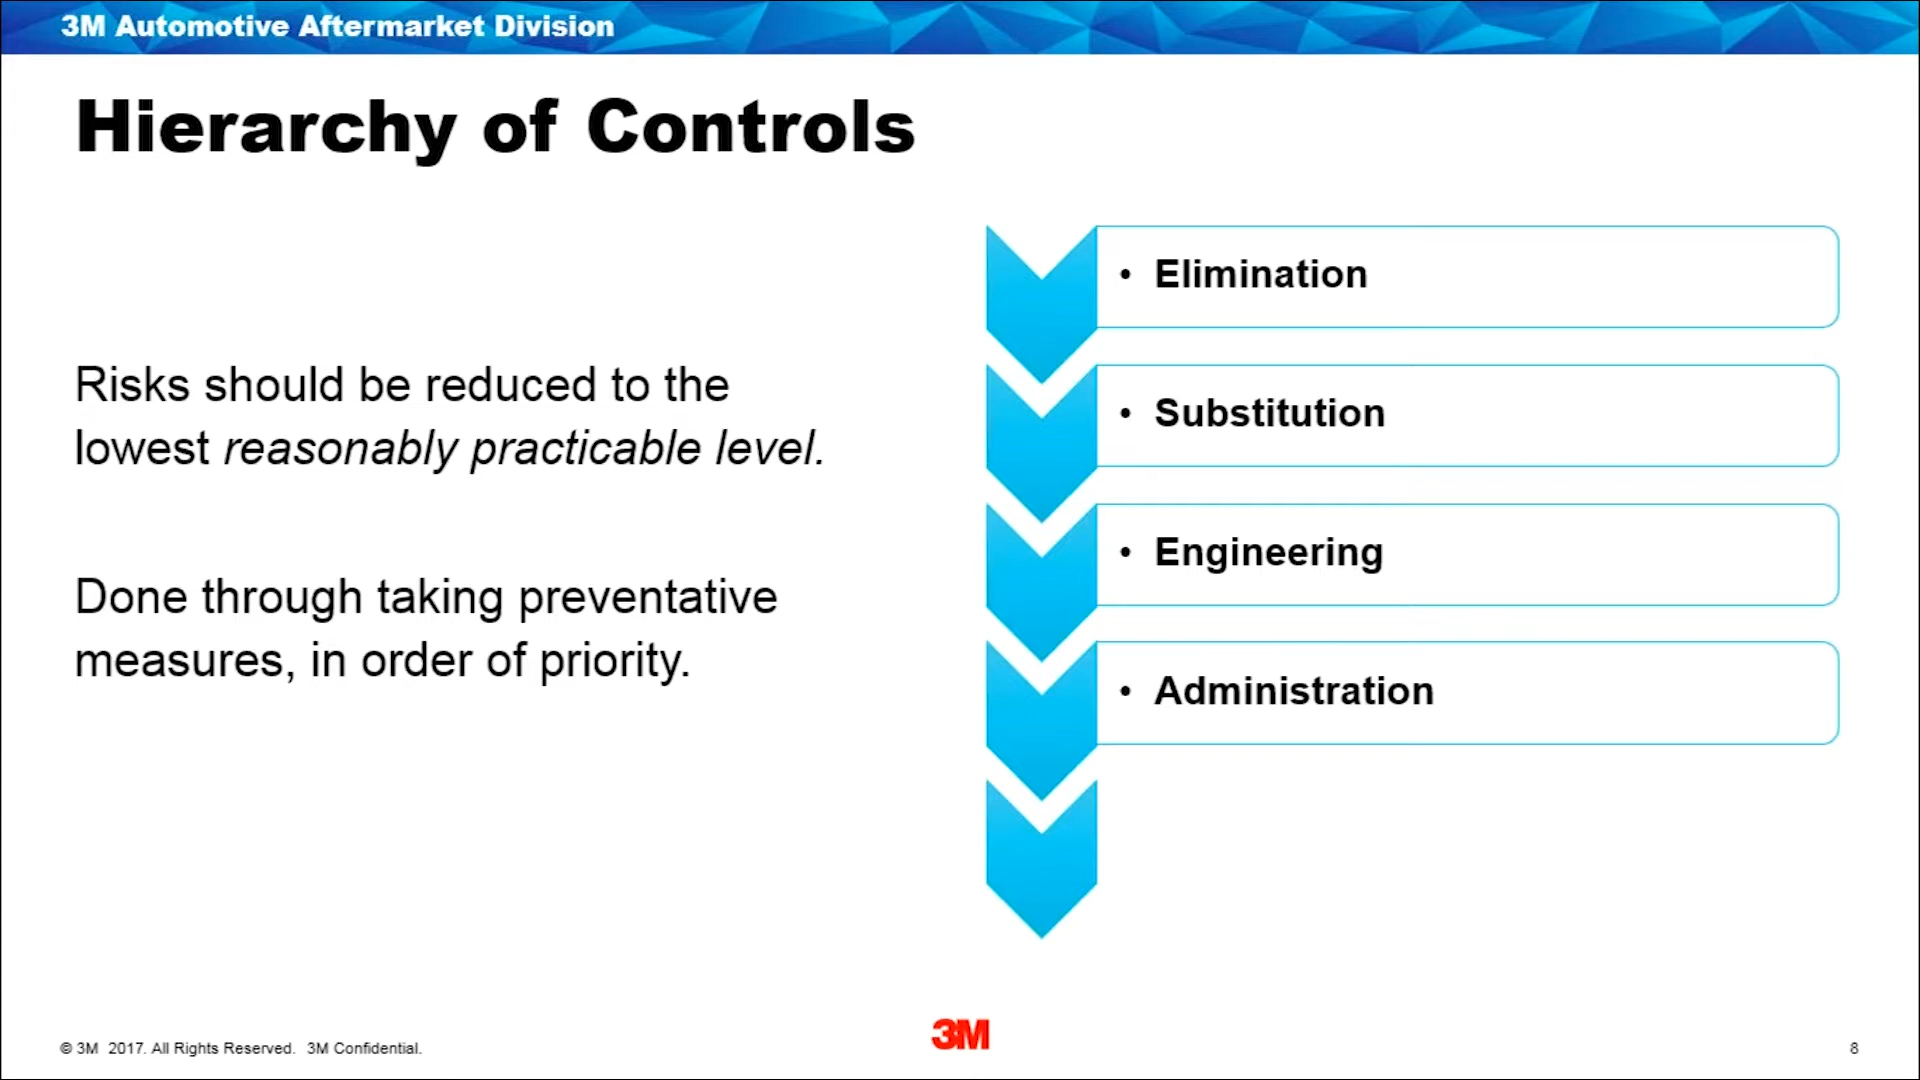 3M Automotive Aftermarket Division
Hierarchy of Controls
Risks should be reduced to the
lowest reasonably practicable level.
Done through taking preventative
measures, in order of priority.
• Elimination
• Substitution
• Engineering
• Administration
© 3M 2017. All Rights Reserved. 3M Confidential.
3M
8